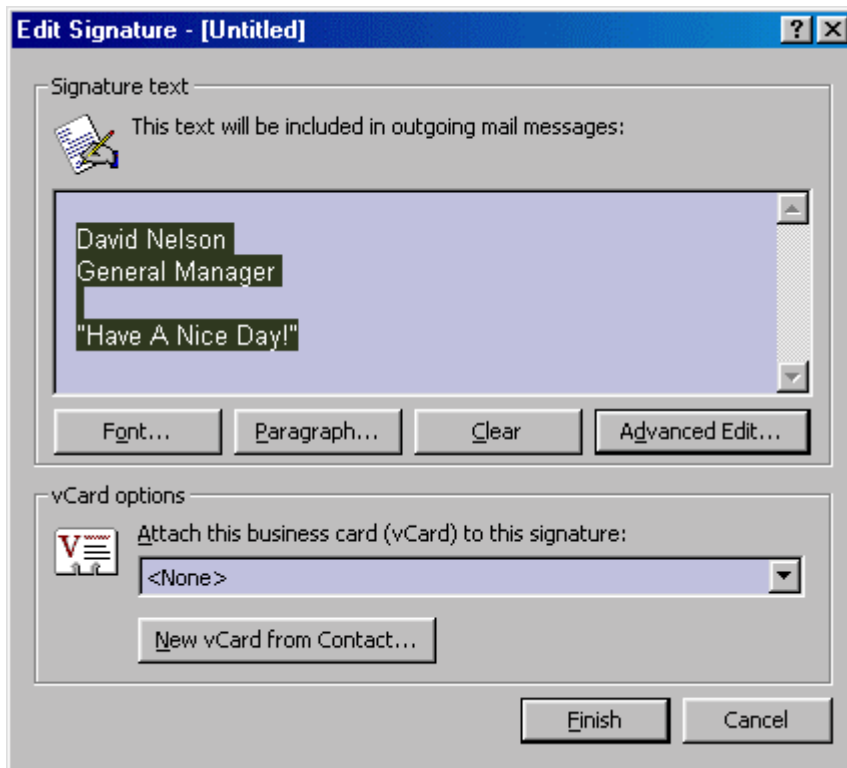 Edit Signature - [Untitled]
Signature text
This text will be included in outgoing mail messages:
David Nelson
General Manager
"Have A Nice Day!"
Font...
Paragraph...
Clear
Advanced Edit...
vCard options
Attach this business card (vCard) to this signature:
<None>
New vCard from Contact...
Finish
Cancel